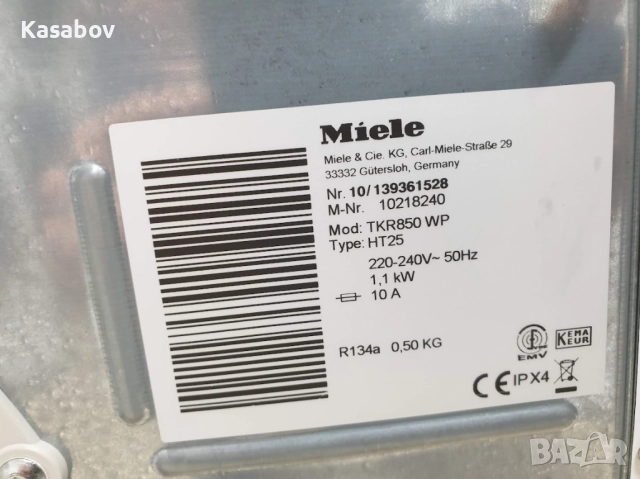 Kasabov
Miele
Miele & Cie. KG, Carl-Miele-Straße 29
33332 Gütersloh, Germany
Nr. 10/139361528
M-Nr. 10218240
Mod: TKR850 WP
Type: HT25
220-240V~ 50Hz
1,1 kW
10 A
R134a 0,50 KG
EMV
KEMA
KEUR
CE IPX4
BAZAR